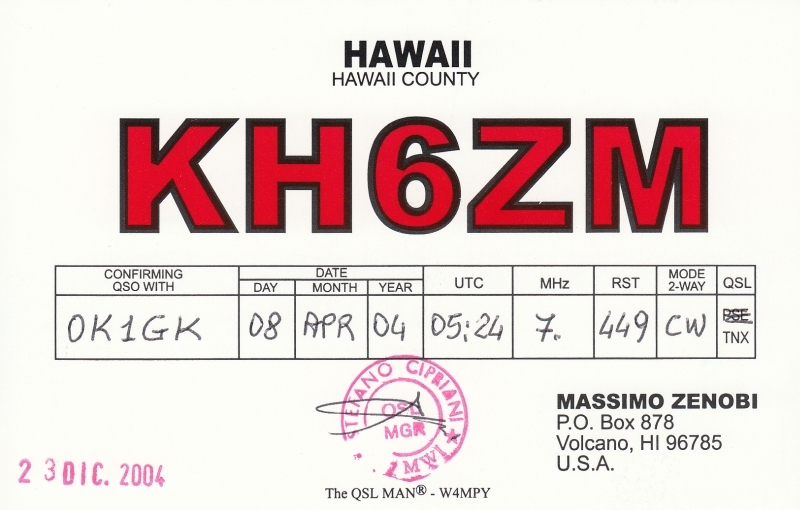 HAWAII
HAWAII COUNTY
KH6ZM
CONFIRMING QSO WITH DATE DAY MONTH YEAR UTC MHz RST MODE 2-WAY QSL
OK1GK 08 APR 04 05:24 7. 449 CW PSE TNX
STEFANO CIPRIANI
QSL
MGR
MASSIMO ZENOBI
P.O. Box 878
Volcano, HI 96785
U.S.A.
23 DIC. 2004
The QSL MAN® - W4MPY